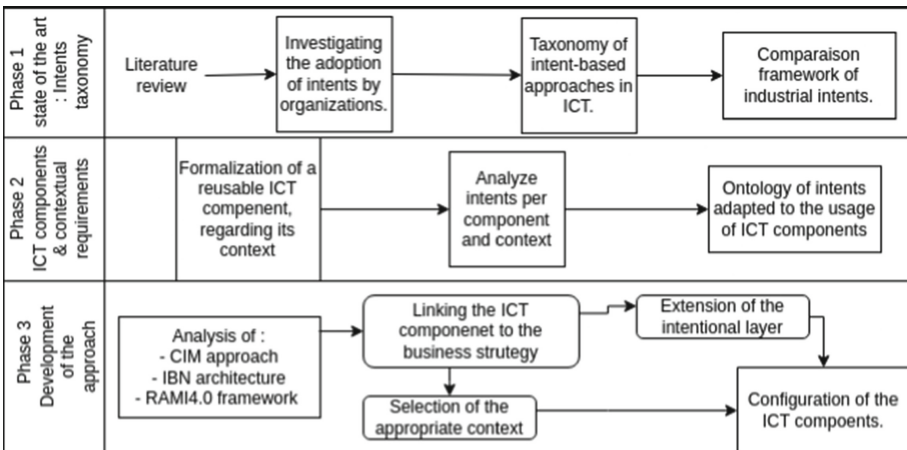 Phase 1
state of the art
: Intents
taxonomy
Literature
review
Investigating
the adoption
of intents by
organizations.
Taxonomy of
intent-based
approaches in
ICT.
Comparaison
framework of
industrial intents.
Phase 2
ICT components
& contextual
requirements
Formalization of a
reusable ICT
compenent,
regarding its
context
Analyze
intents per
component
and context
Ontology of intents
adapted to the usage
of ICT components
Phase 3
Development
of the
approach
Analysis of :
- CIM approach
- IBN architecture
- RAMI4.0 framework
Linking the ICT
componenet to the
business strutegy
Extension of the
intentional layer
Selection of the
appropriate context
Configuration of the
ICT compoents.